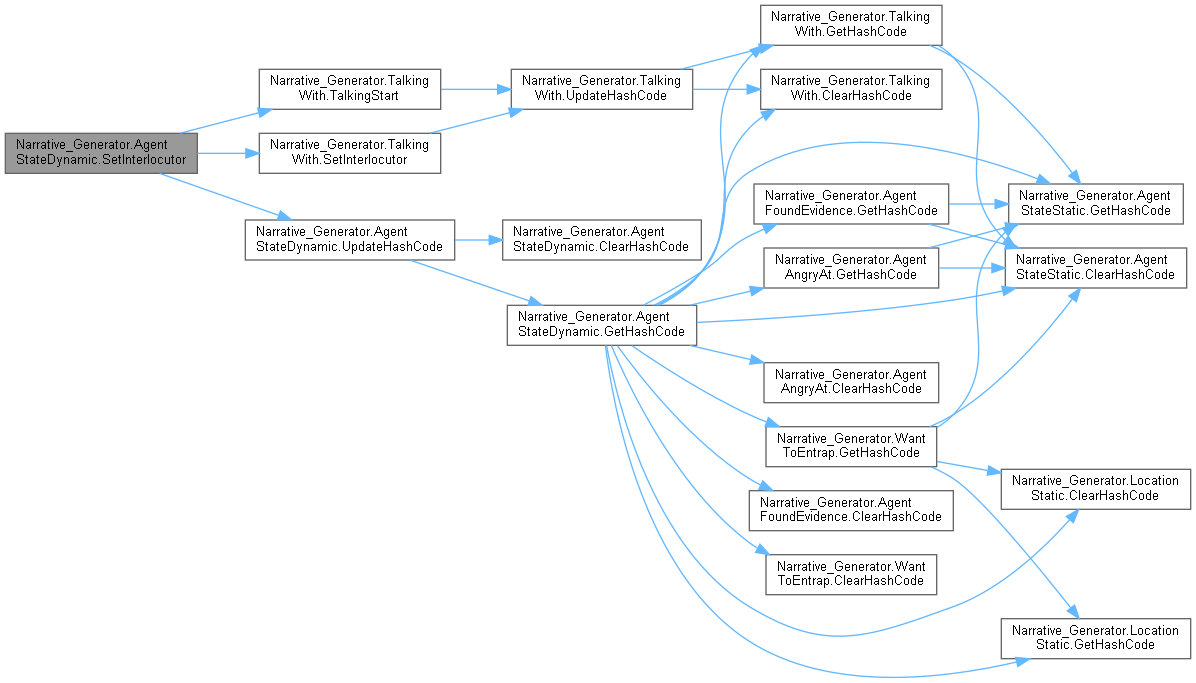 Narrative_Generator.Agent
StateDynamic.SetInterlocutor
Narrative_Generator.Talking
With.TalkingStart
Narrative_Generator.Talking
With.SetInterlocutor
Narrative_Generator.Agent
StateDynamic.UpdateHashCode
Narrative_Generator.Talking
With.UpdateHashCode
Narrative_Generator.Agent
StateDynamic.ClearHashCode
Narrative_Generator.Agent
StateDynamic.GetHashCode
Narrative_Generator.Talking
With.GetHashCode
Narrative_Generator.Talking
With.ClearHashCode
Narrative_Generator.Agent
FoundEvidence.GetHashCode
Narrative_Generator.Agent
AngryAt.GetHashCode
Narrative_Generator.Agent
AngryAt.ClearHashCode
Narrative_Generator.Want
ToEntrap.GetHashCode
Narrative_Generator.Agent
FoundEvidence.ClearHashCode
Narrative_Generator.Want
ToEntrap.ClearHashCode
Narrative_Generator.Agent
StateStatic.GetHashCode
Narrative_Generator.Agent
StateStatic.ClearHashCode
Narrative_Generator.Location
Static.ClearHashCode
Narrative_Generator.Location
Static.GetHashCode